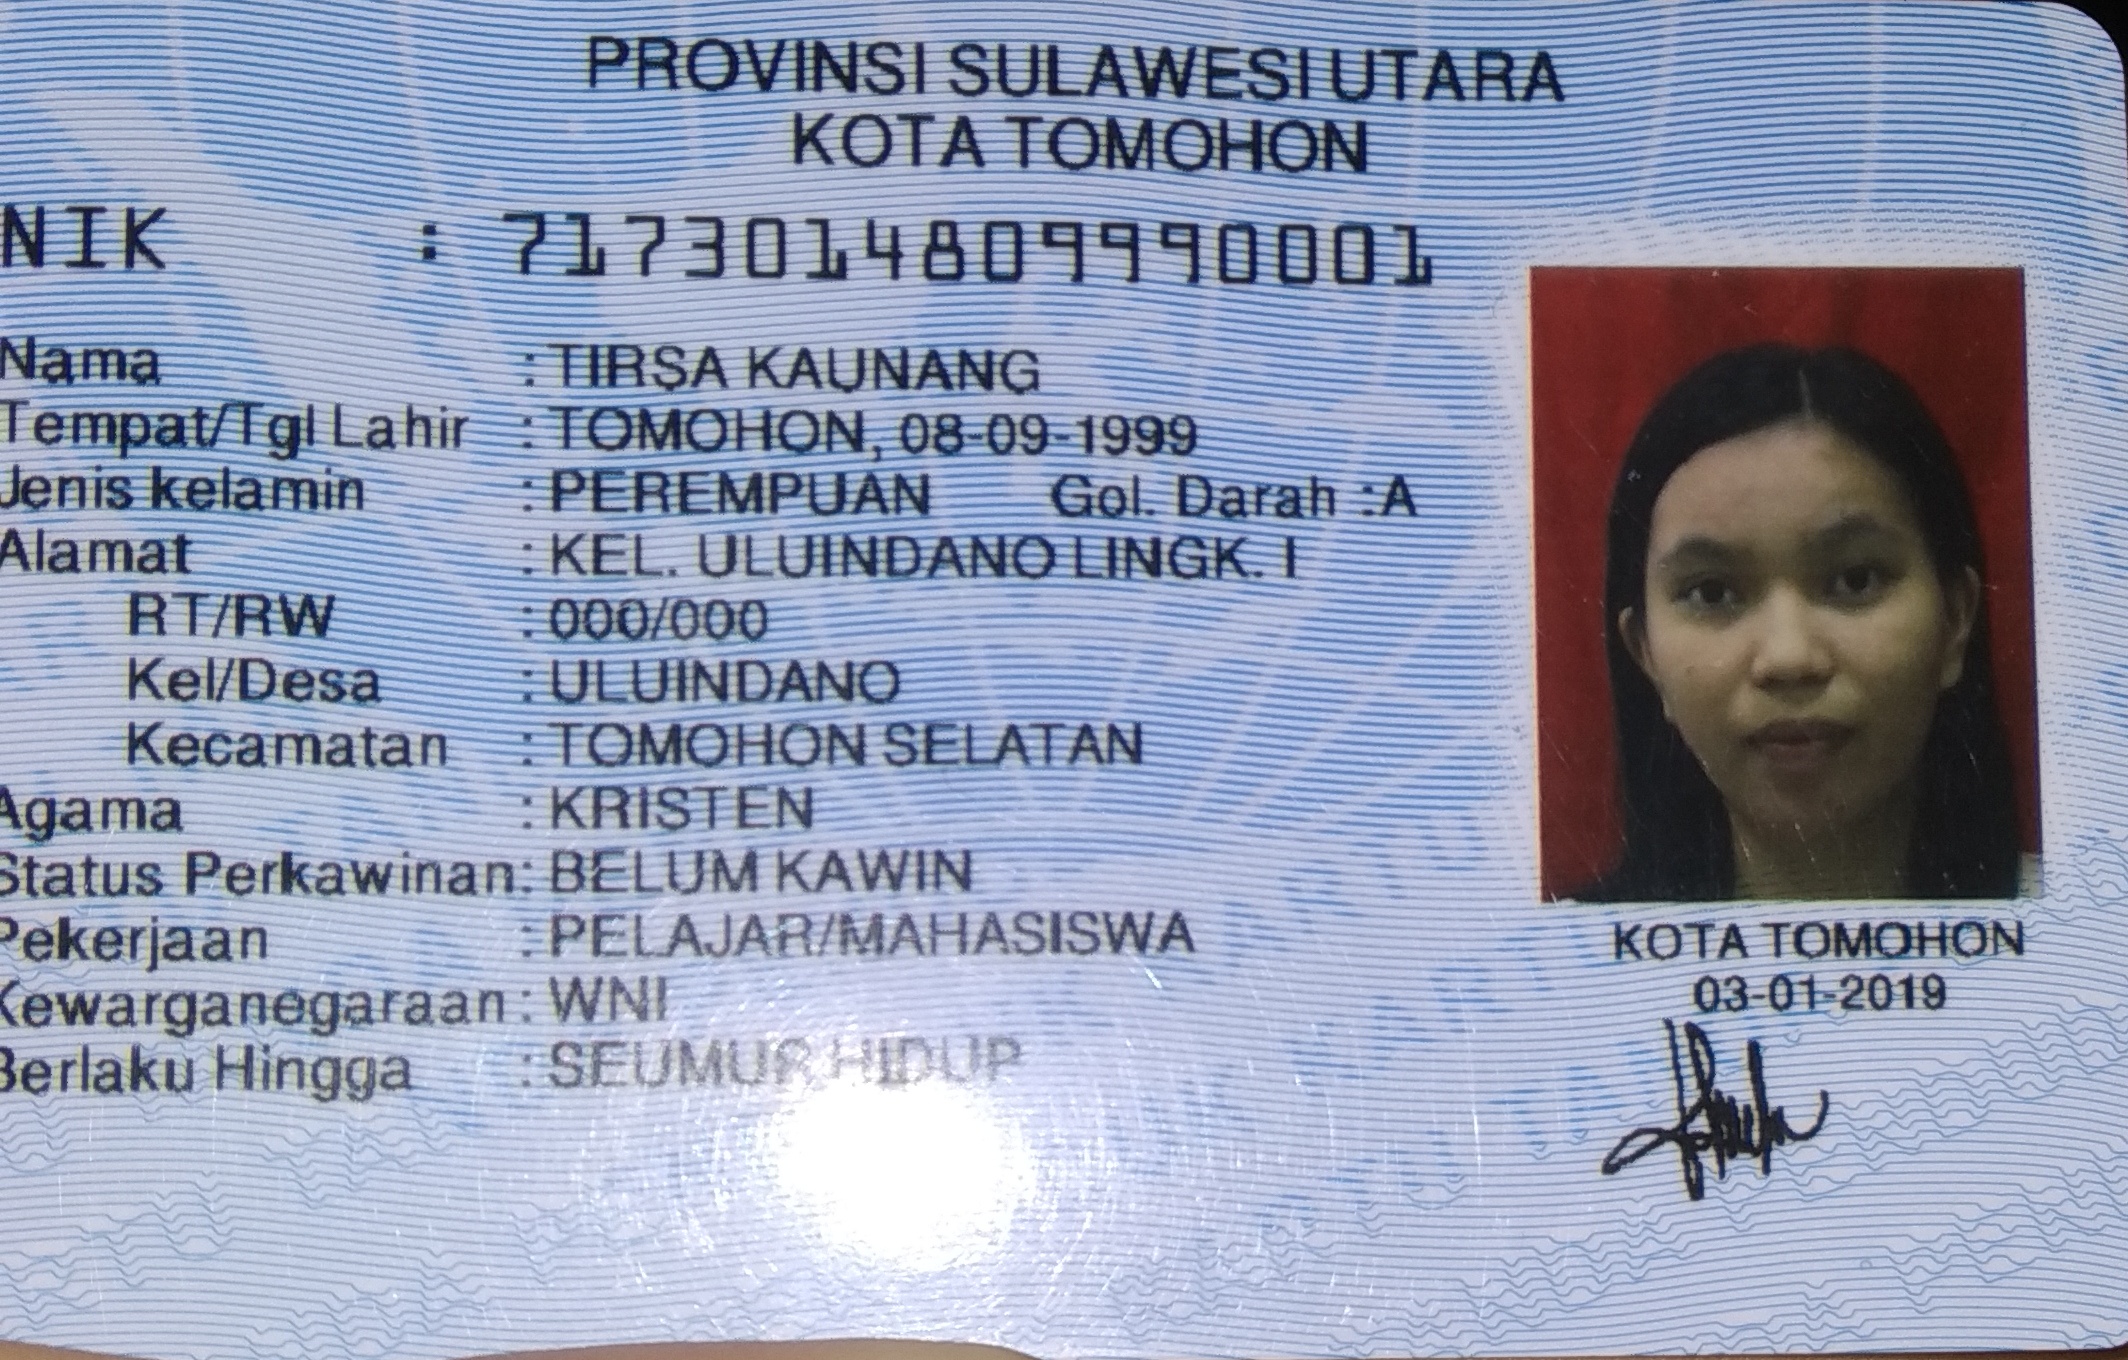 PROVINSI SULAWESI UTARA
KOTA TOMOHON
NIK : 7173014809990001
Nama : TIRSA KAUNANG
Tempat/Tgl Lahir : TOMOHON, 08-09-1999
Jenis kelamin : PEREMPUAN Gol. Darah :A
Alamat : KEL. ULUINDANO LINGK. I
RT/RW : 000/000
Kel/Desa : ULUINDANO
Kecamatan : TOMOHON SELATAN
Agama : KRISTEN
Status Perkawinan: BELUM KAWIN
Pekerjaan : PELAJAR/MAHASISWA
Kewarganegaraan: WNI
Berlaku Hingga : SEUMUR HIDUP
KOTA TOMOHON
03-01-2019